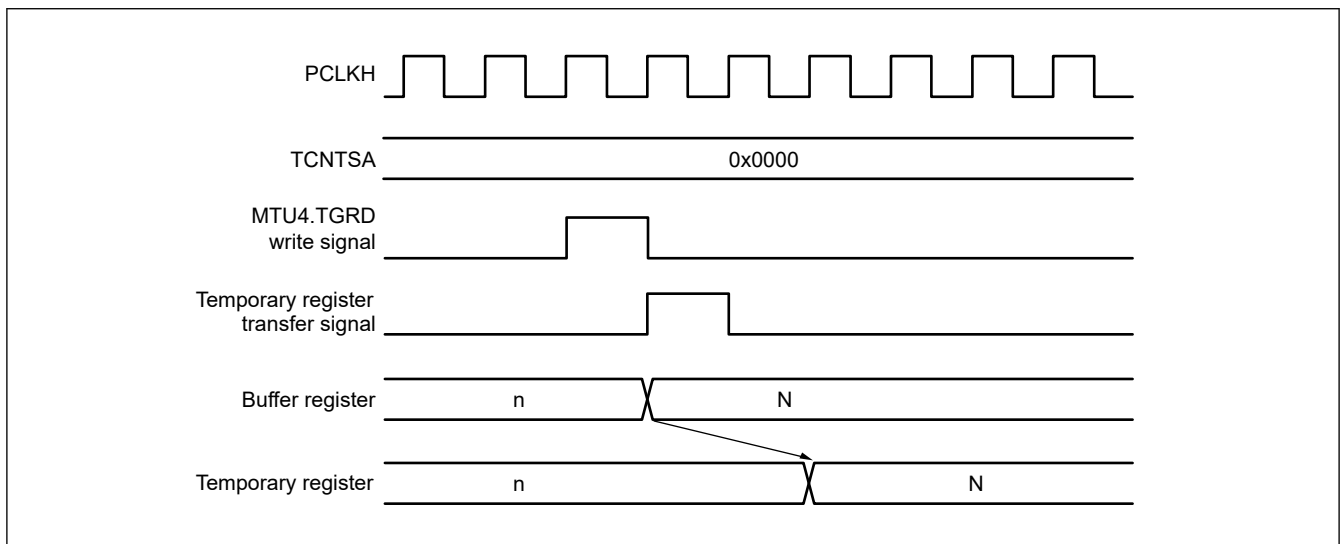 PCLKH
TCNTSA
0x0000
MTU4.TGRD
write signal
Temporary register
transfer signal
Buffer register
n
N
Temporary register
n
N